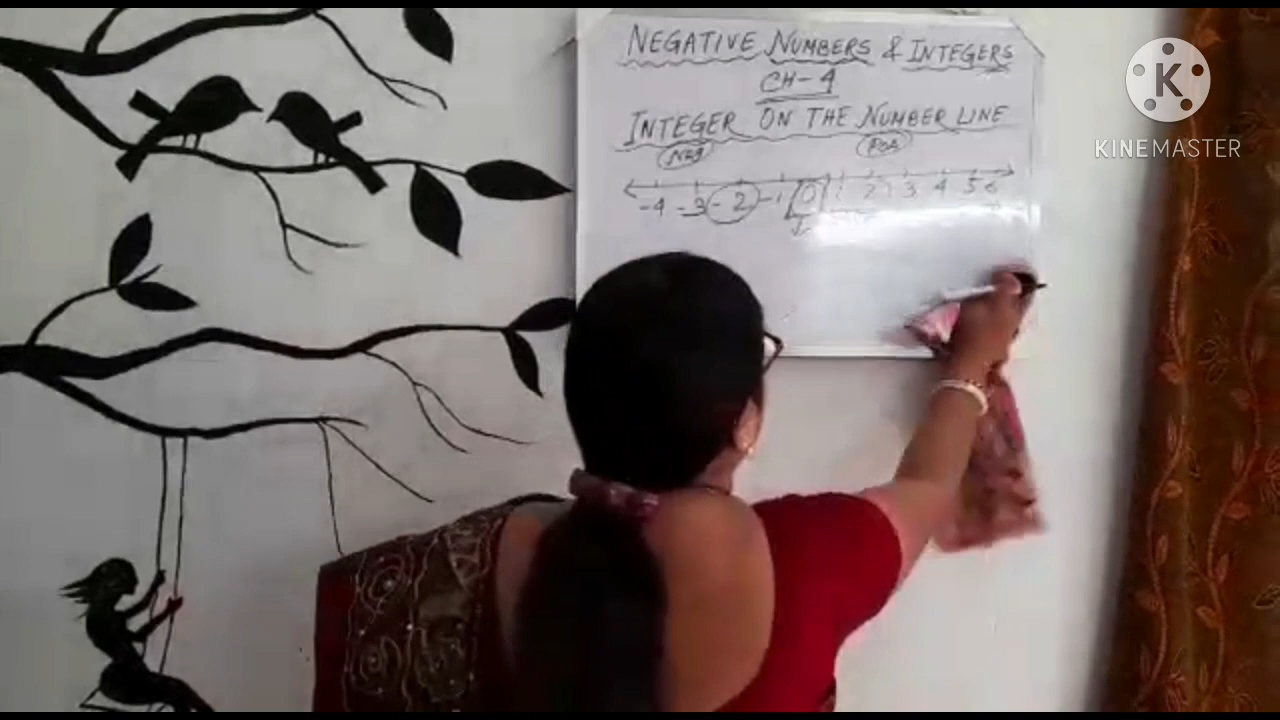 NEGATIVE NUMBERS & INTEGERS
CH-4
INTEGER ON THE NUMBER LINE
Neg Pos
-4 -3 -2 -1 0 1 2 3 4 5 6
K
KINEMASTER